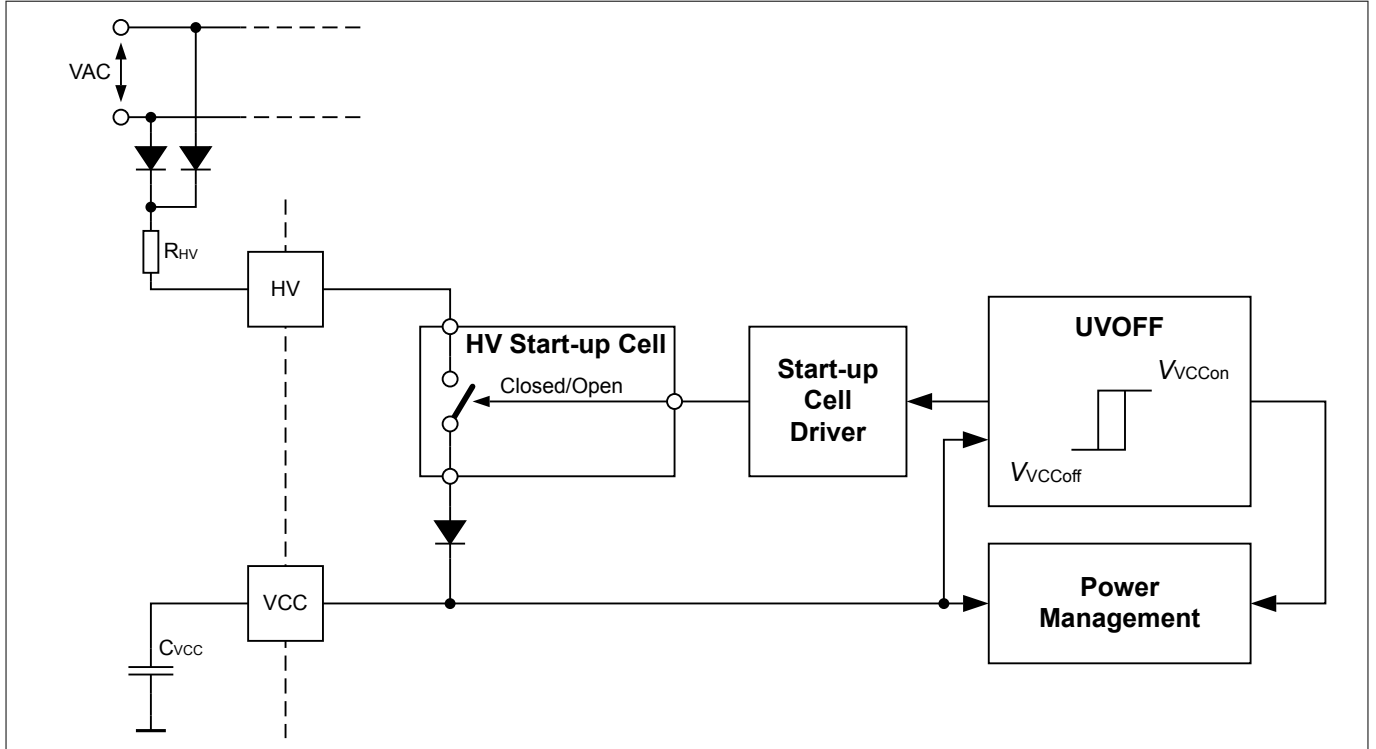 VAC
RHV
HV
HV Start-up Cell
Closed/Open
Start-up
Cell
Driver
UVOFF
VVCCon
VVCCoff
VCC
CVCC
Power
Management